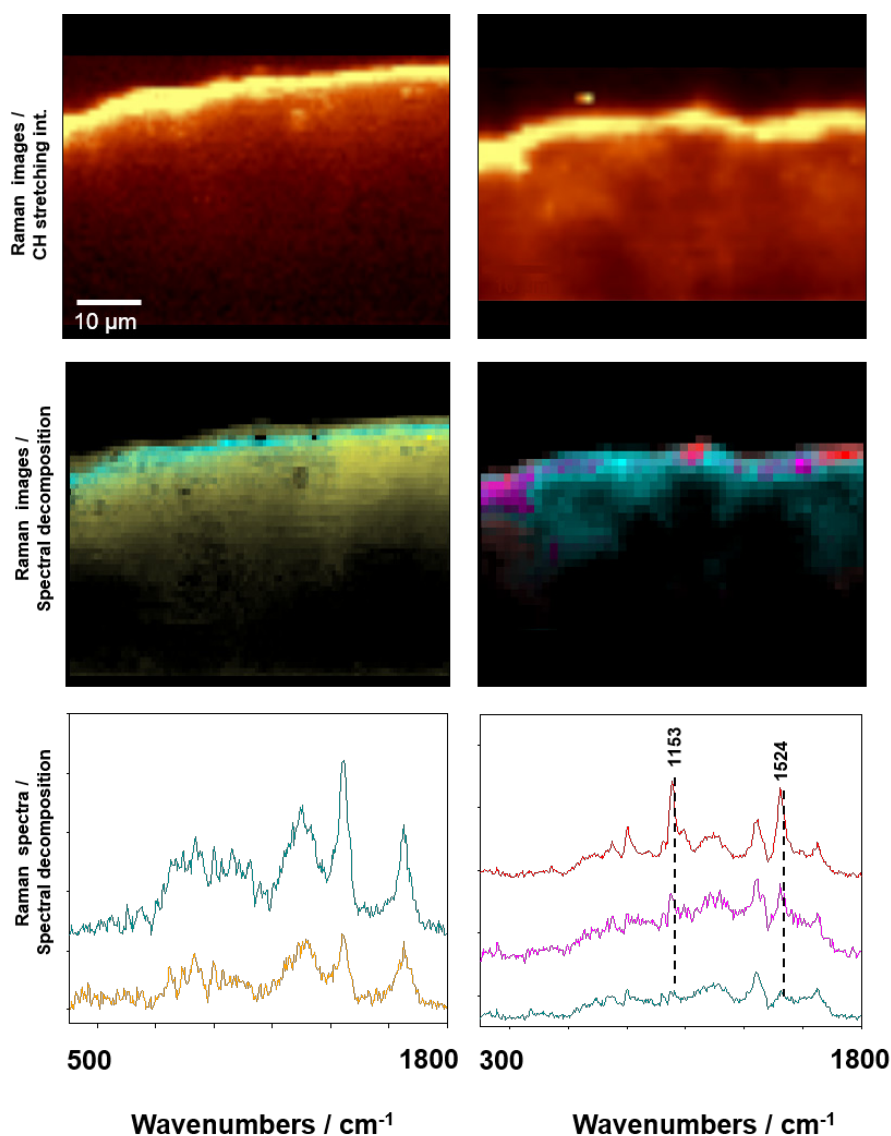 Raman images /
CH stretching int.
10 µm
Raman images /
Spectral decomposition
Raman spectra /
Spectral decomposition
1153
1524
500
1800
300
1800
Wavenumbers / cm⁻¹
Wavenumbers / cm⁻¹